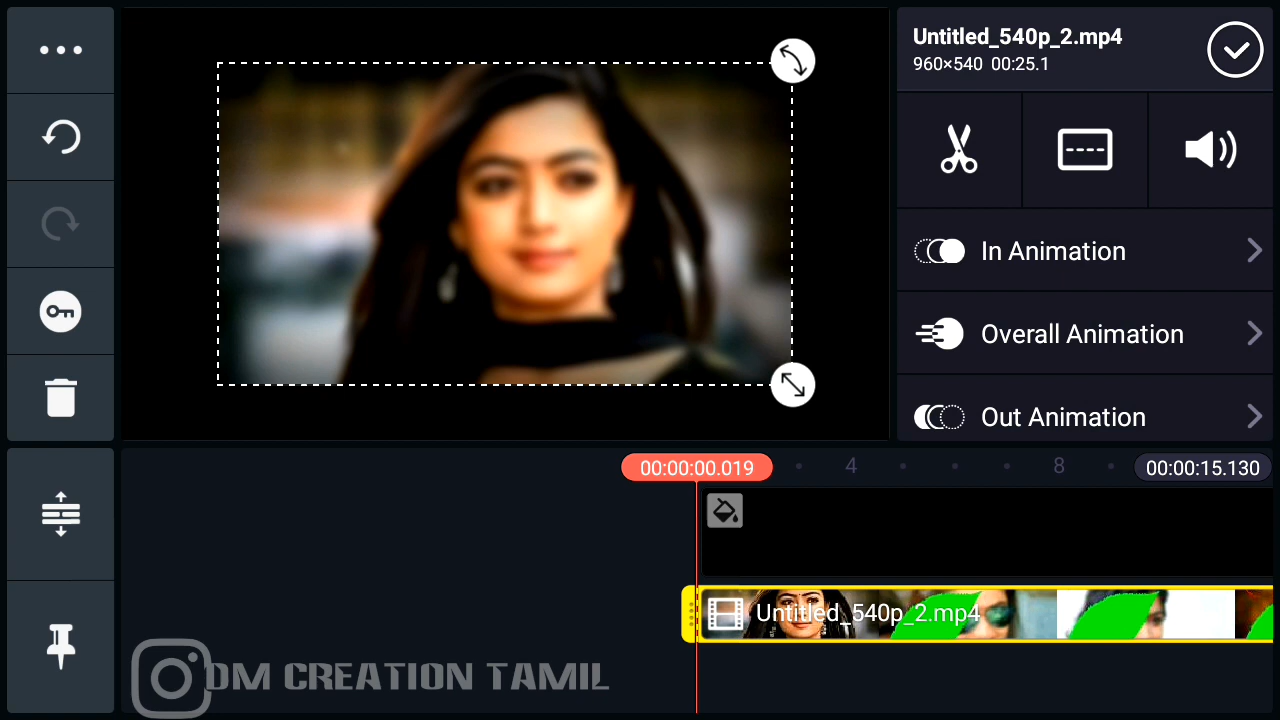 Untitled_540p_2.mp4
960×540 00:25.1
In Animation
Overall Animation
Out Animation
00:00:00.019 4 8 00:00:15.130
Untitled_540p_2.mp4
DM CREATION TAMIL